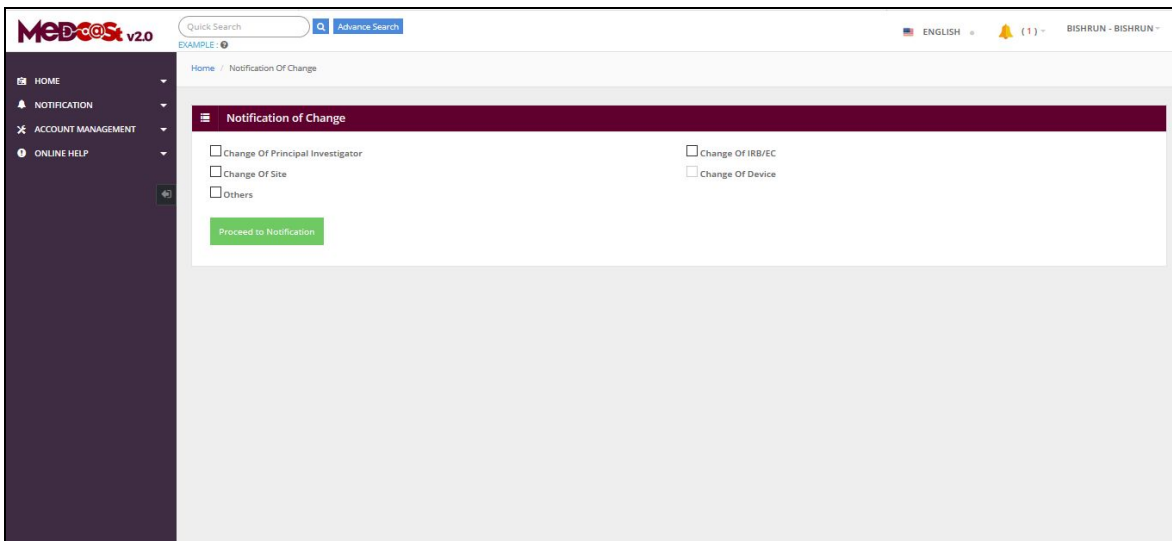 MeDC@St v2.0
Quick Search
Advance Search
EXAMPLE :
ENGLISH
(1)
BISHRUN - BISHRUN
Home / Notification Of Change
HOME
NOTIFICATION
ACCOUNT MANAGEMENT
ONLINE HELP
Notification of Change
Change Of Principal Investigator
Change Of IRB/EC
Change Of Site
Change Of Device
Others
Proceed to Notification